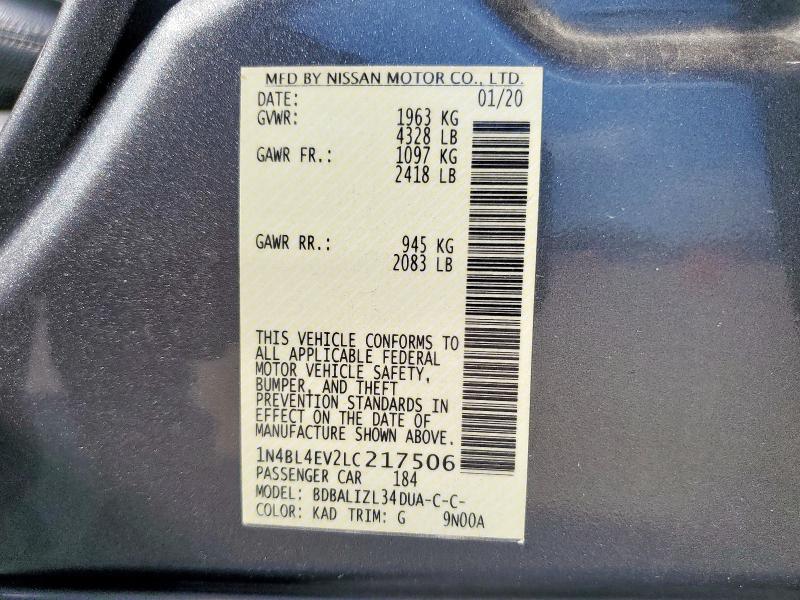 MFD BY NISSAN MOTOR CO., LTD.
DATE: 01/20
GVWR: 1963 KG
4328 LB
GAWR FR.: 1097 KG
2418 LB
GAWR RR.: 945 KG
2083 LB
THIS VEHICLE CONFORMS TO
ALL APPLICABLE FEDERAL
MOTOR VEHICLE SAFETY,
BUMPER, AND THEFT
PREVENTION STANDARDS IN
EFFECT ON THE DATE OF
MANUFACTURE SHOWN ABOVE.
1N4BL4EV2LC217506
PASSENGER CAR 184
MODEL: BDBALIZL34DUA-C-C-
COLOR: KAD TRIM: G 9N00A